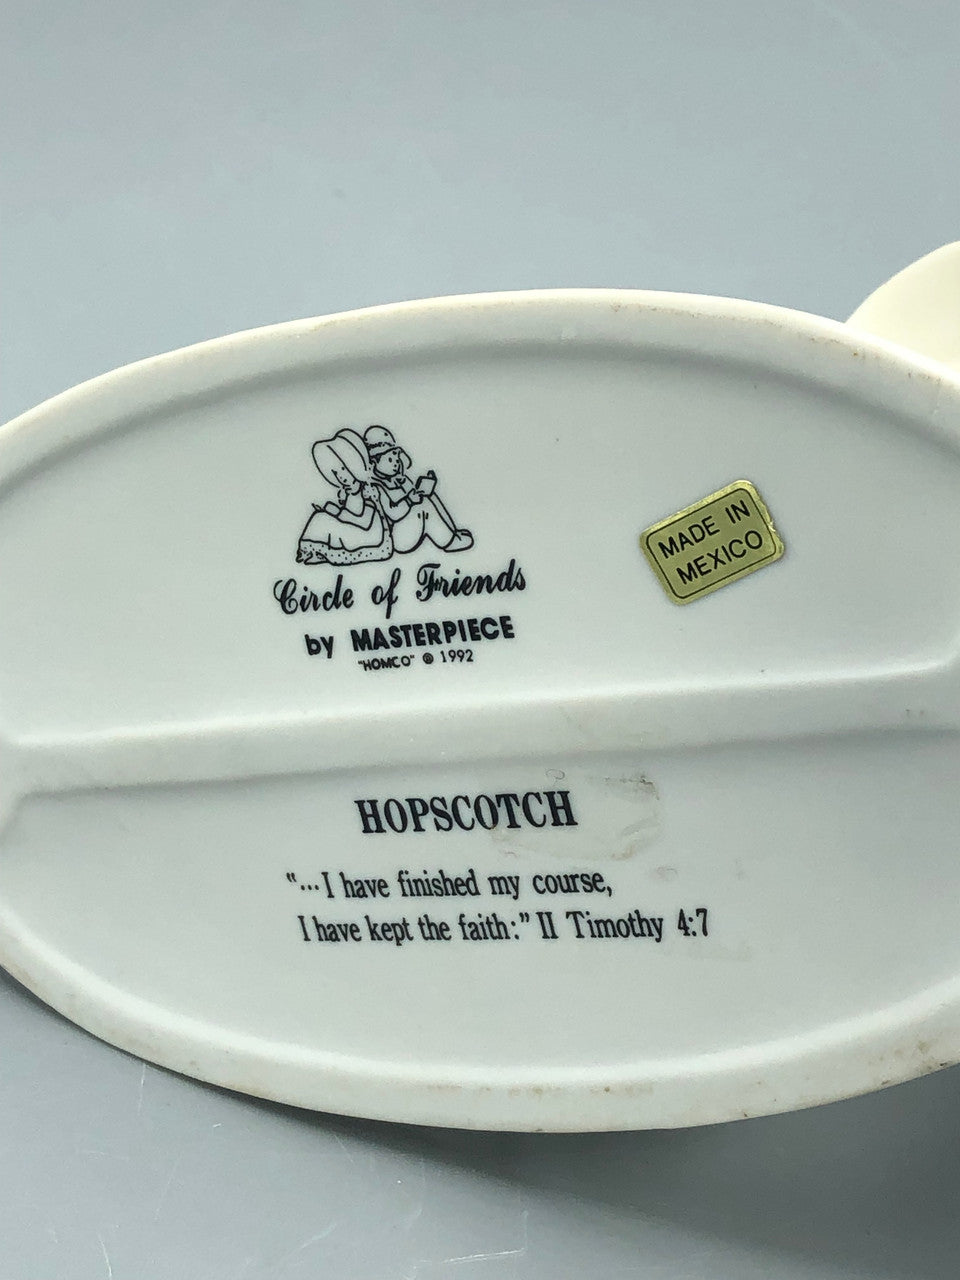 Circle of Friends
by MASTERPIECE
"HOMCO" ® 1992
MADE IN
MEXICO
HOPSCOTCH
"...I have finished my course,
I have kept the faith:" II Timothy 4:7